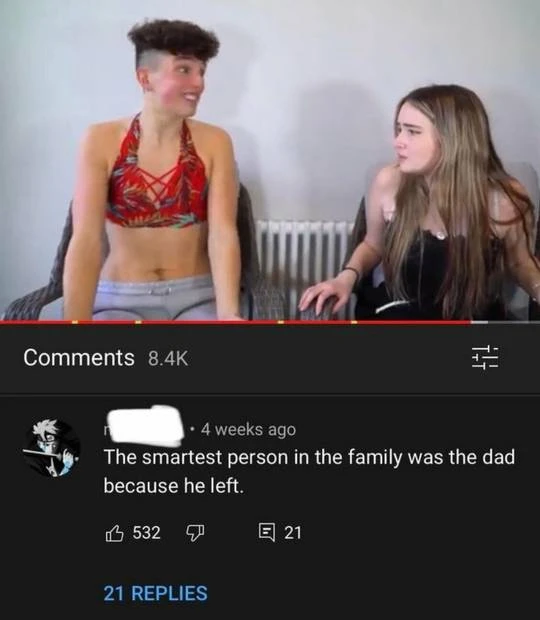 Comments 8.4K
• 4 weeks ago
The smartest person in the family was the dad
because he left.
532 21
21 REPLIES